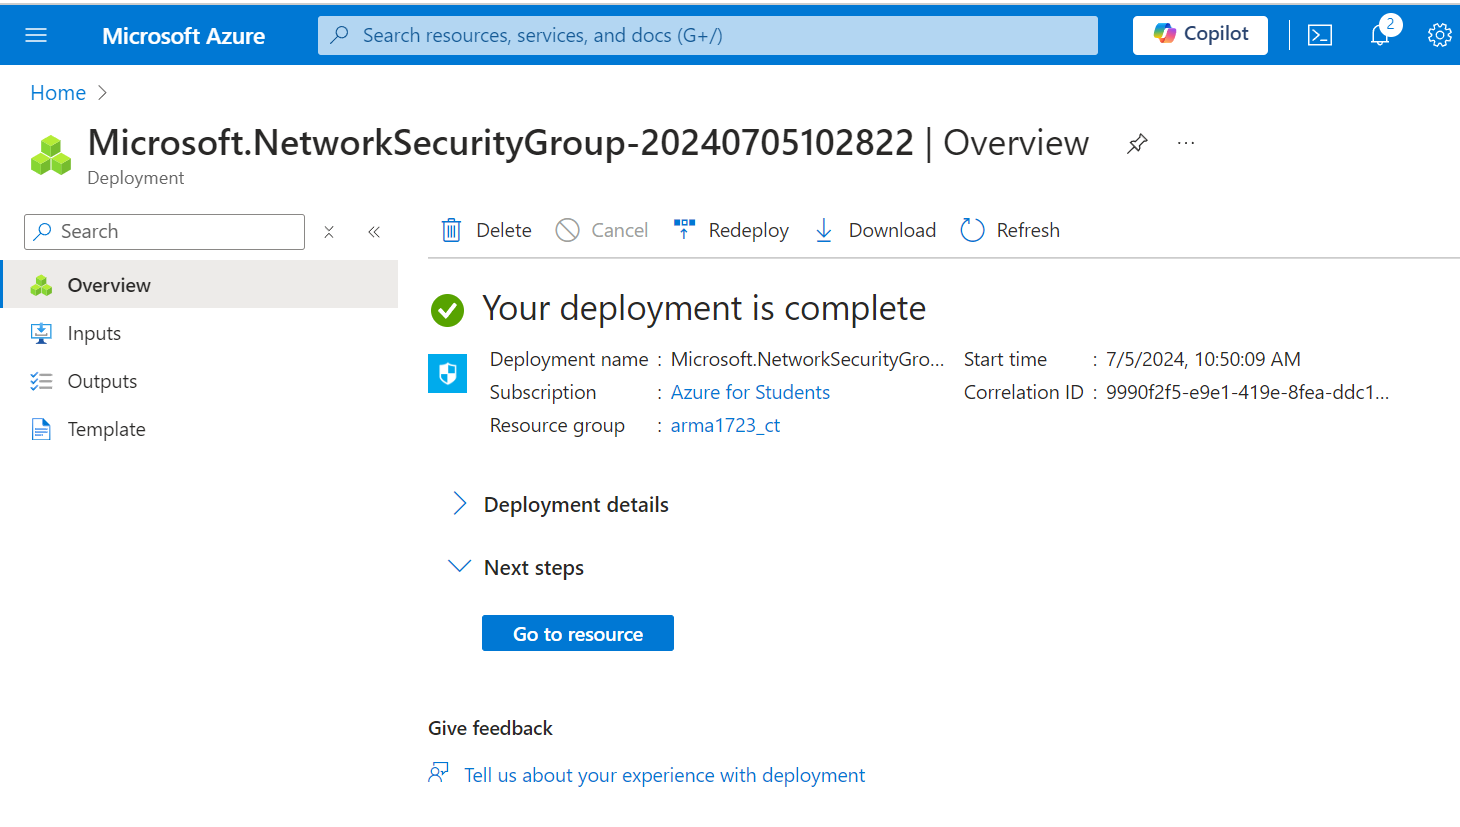 Microsoft Azure
Search resources, services, and docs (G+/)
Copilot
2
Home
Microsoft.NetworkSecurityGroup-20240705102822 | Overview
Deployment
Search
Delete
Cancel
Redeploy
Download
Refresh
Overview
Inputs
Outputs
Template
Your deployment is complete
Deployment name : Microsoft.NetworkSecurityGro...
Subscription : Azure for Students
Resource group : arma1723_ct
Start time : 7/5/2024, 10:50:09 AM
Correlation ID : 9990f2f5-e9e1-419e-8fea-ddc1...
Deployment details
Next steps
Go to resource
Give feedback
Tell us about your experience with deployment